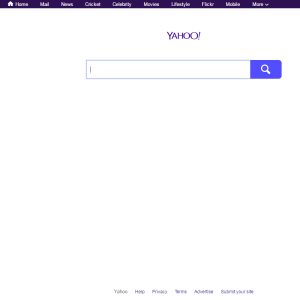 Home Mail News Cricket Celebrity Movies Lifestyle Flickr Mobile More
YAHOO!
Yahoo Help Privacy Terms Advertise Submit your site